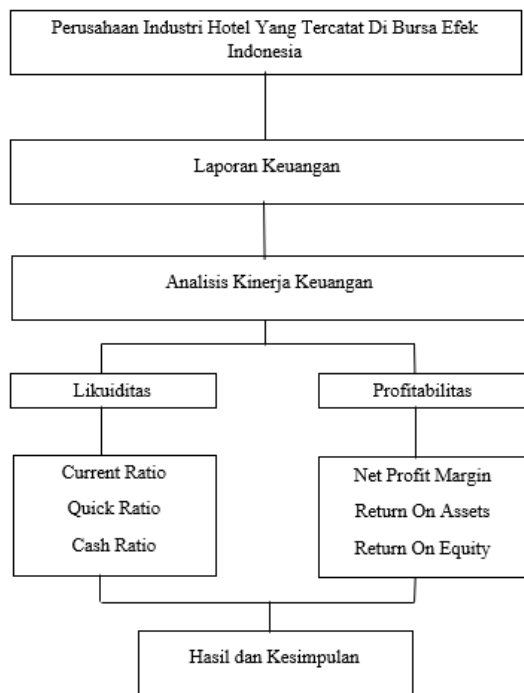 Perusahaan Industri Hotel Yang Tercatat Di Bursa Efek
Indonesia
Laporan Keuangan
Analisis Kinerja Keuangan
Likuiditas
Profitabilitas
Current Ratio
Quick Ratio
Cash Ratio
Net Profit Margin
Return On Assets
Return On Equity
Hasil dan Kesimpulan